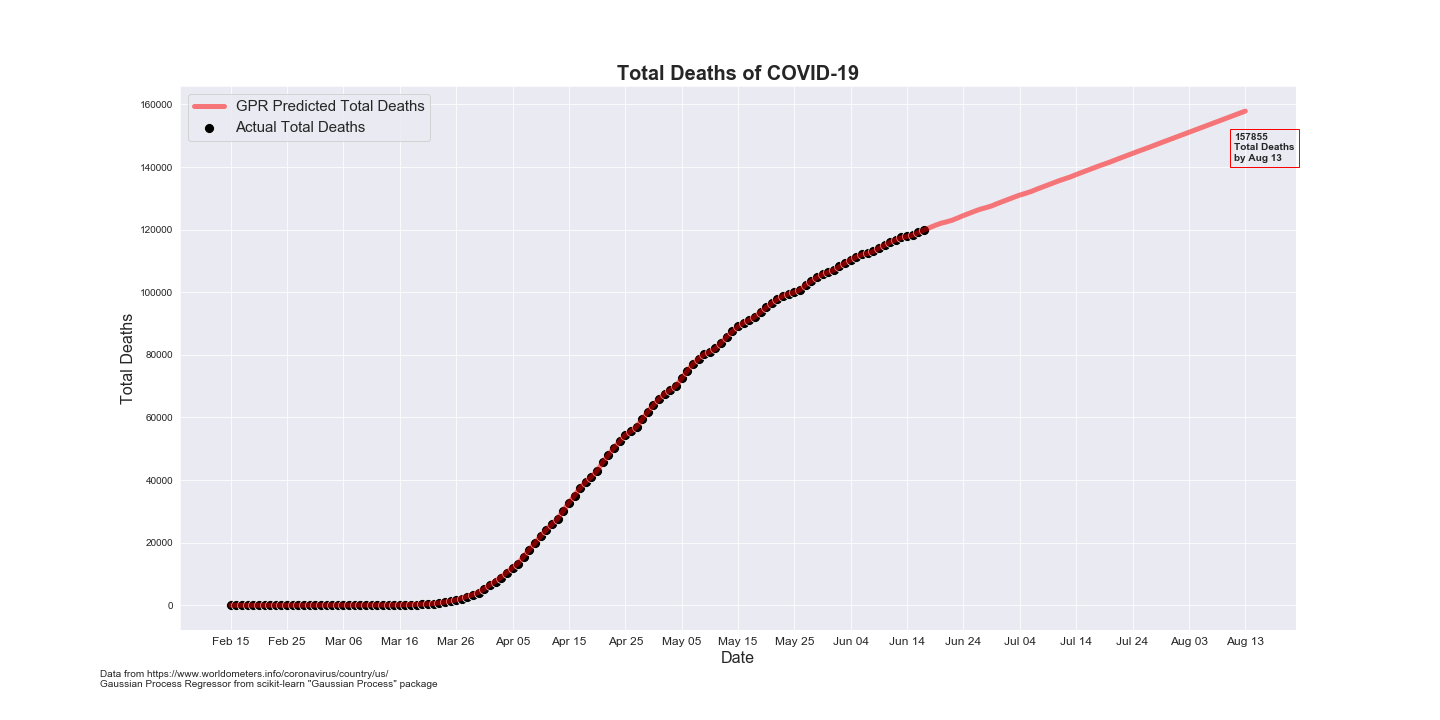 Total Deaths of COVID-19
GPR Predicted Total Deaths
Actual Total Deaths
160000
140000
120000
100000
80000
60000
40000
20000
0
Total Deaths
157855
Total Deaths
by Aug 13
Feb 15 Feb 25 Mar 06 Mar 16 Mar 26 Apr 05 Apr 15 Apr 25 May 05 May 15 May 25 Jun 04 Jun 14 Jun 24 Jul 04 Jul 14 Jul 24 Aug 03 Aug 13
Date
Data from https://www.worldometers.info/coronavirus/country/us/
Gaussian Process Regressor from scikit-learn "Gaussian Process" package